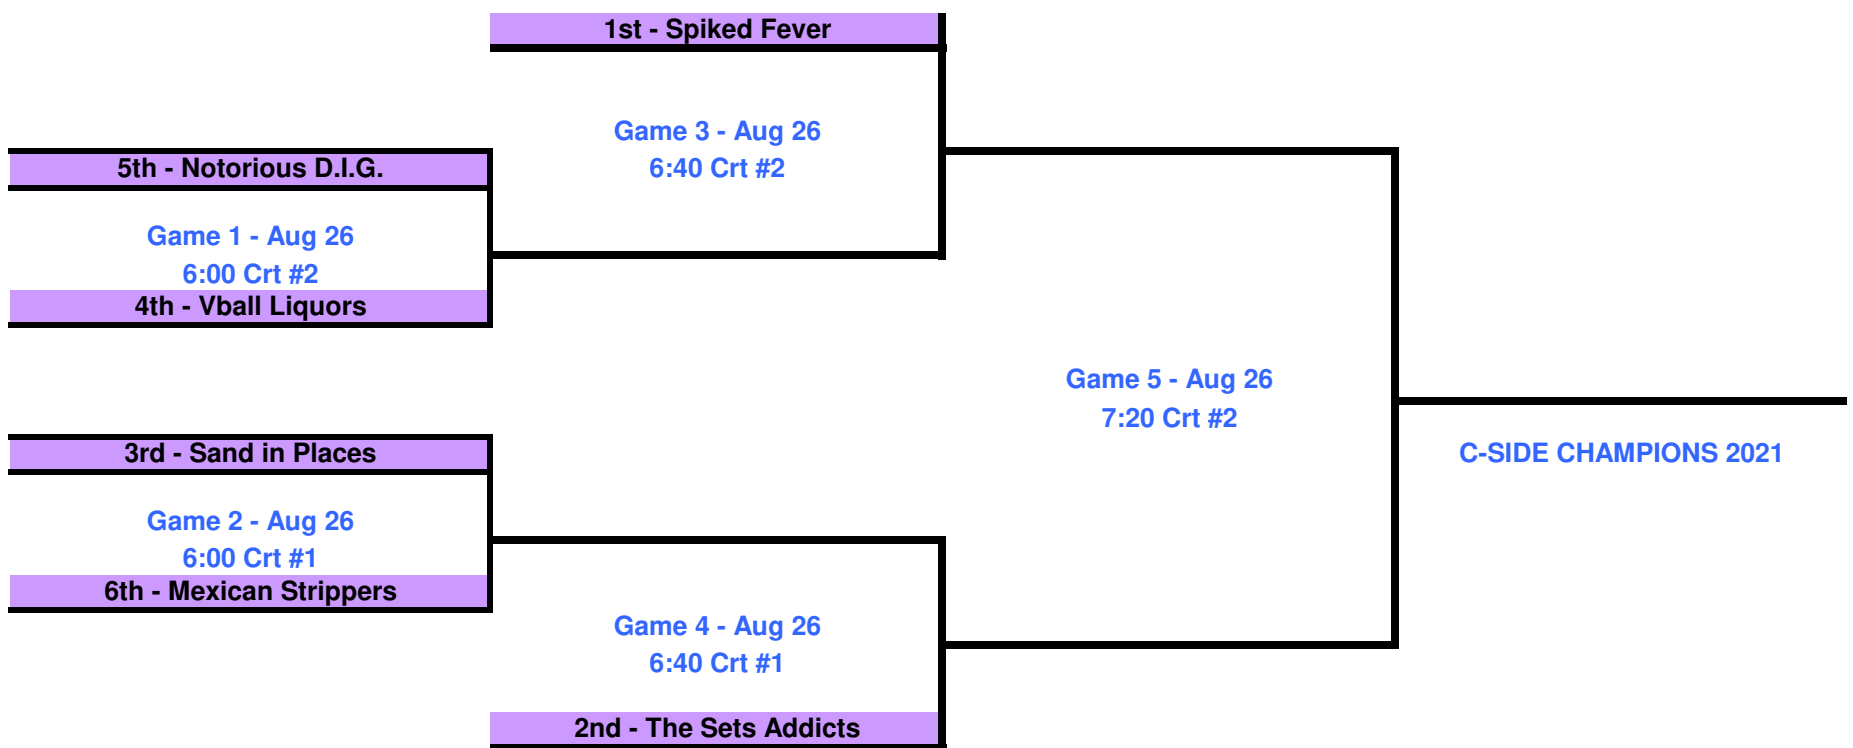 1st - Spiked Fever
Game 3 - Aug 26
6:40 Crt #2
5th - Notorious D.I.G.
Game 1 - Aug 26
6:00 Crt #2
4th - Vball Liquors
Game 5 - Aug 26
7:20 Crt #2
C-SIDE CHAMPIONS 2021
3rd - Sand in Places
Game 2 - Aug 26
6:00 Crt #1
6th - Mexican Strippers
Game 4 - Aug 26
6:40 Crt #1
2nd - The Sets Addicts